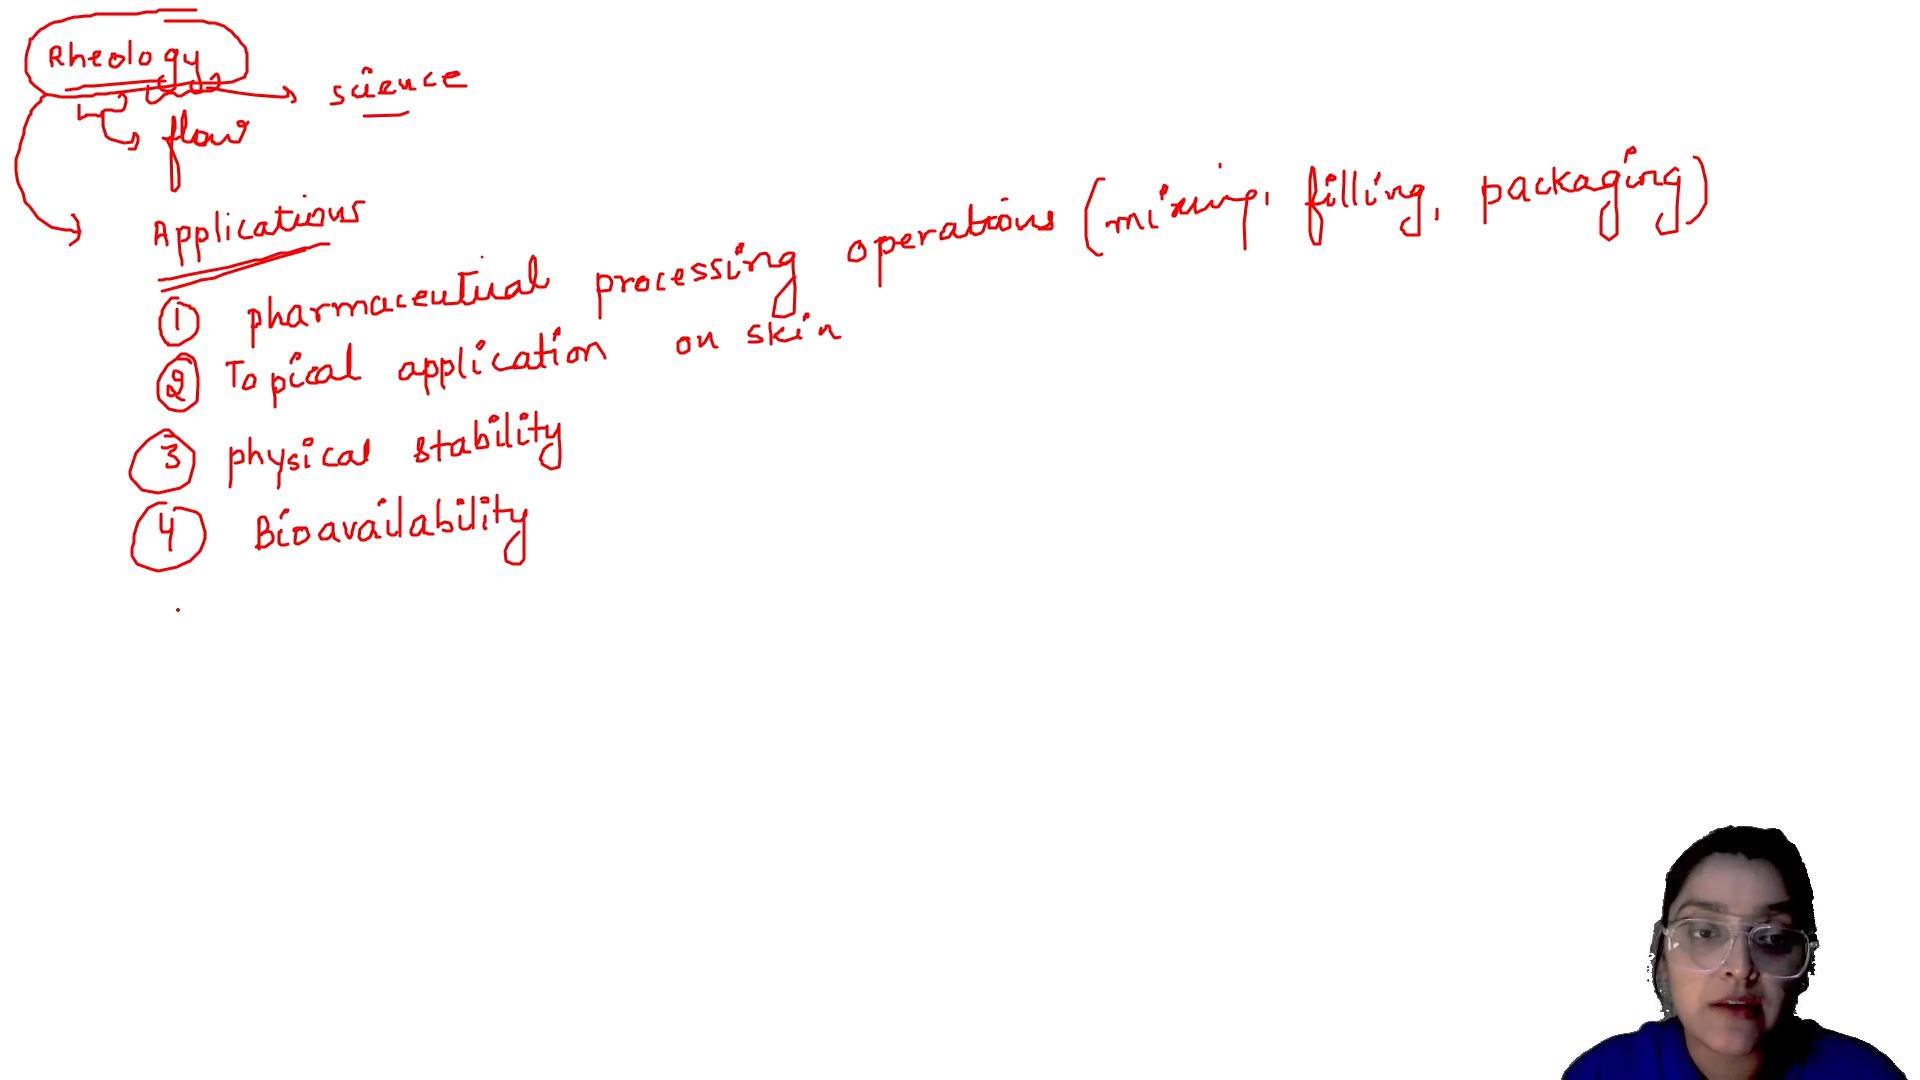 Rheology
science
flow
Applications
① pharmaceutical processing operations (mixing, filling, packaging)
② Topical application on skin
③ physical stability
④ Bioavailability